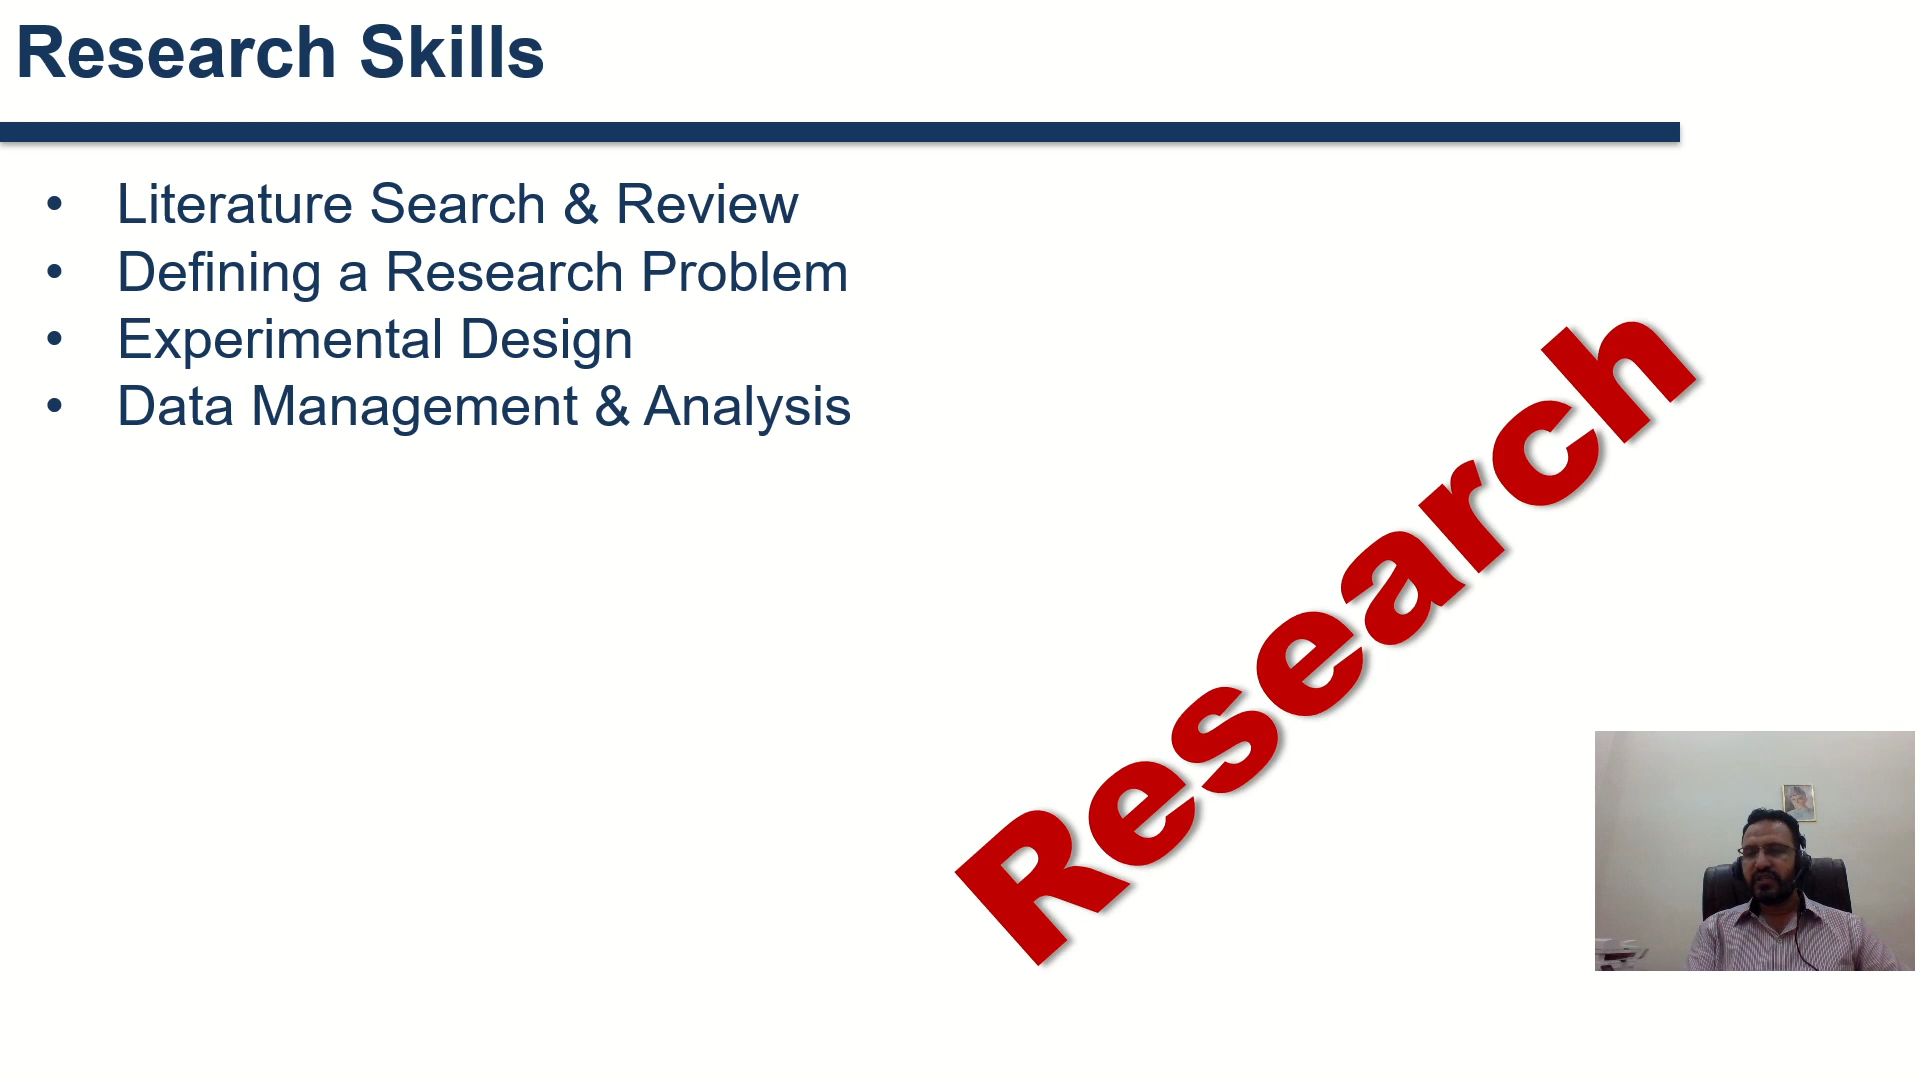 Research Skills
• Literature Search & Review
• Defining a Research Problem
• Experimental Design
• Data Management & Analysis
Research